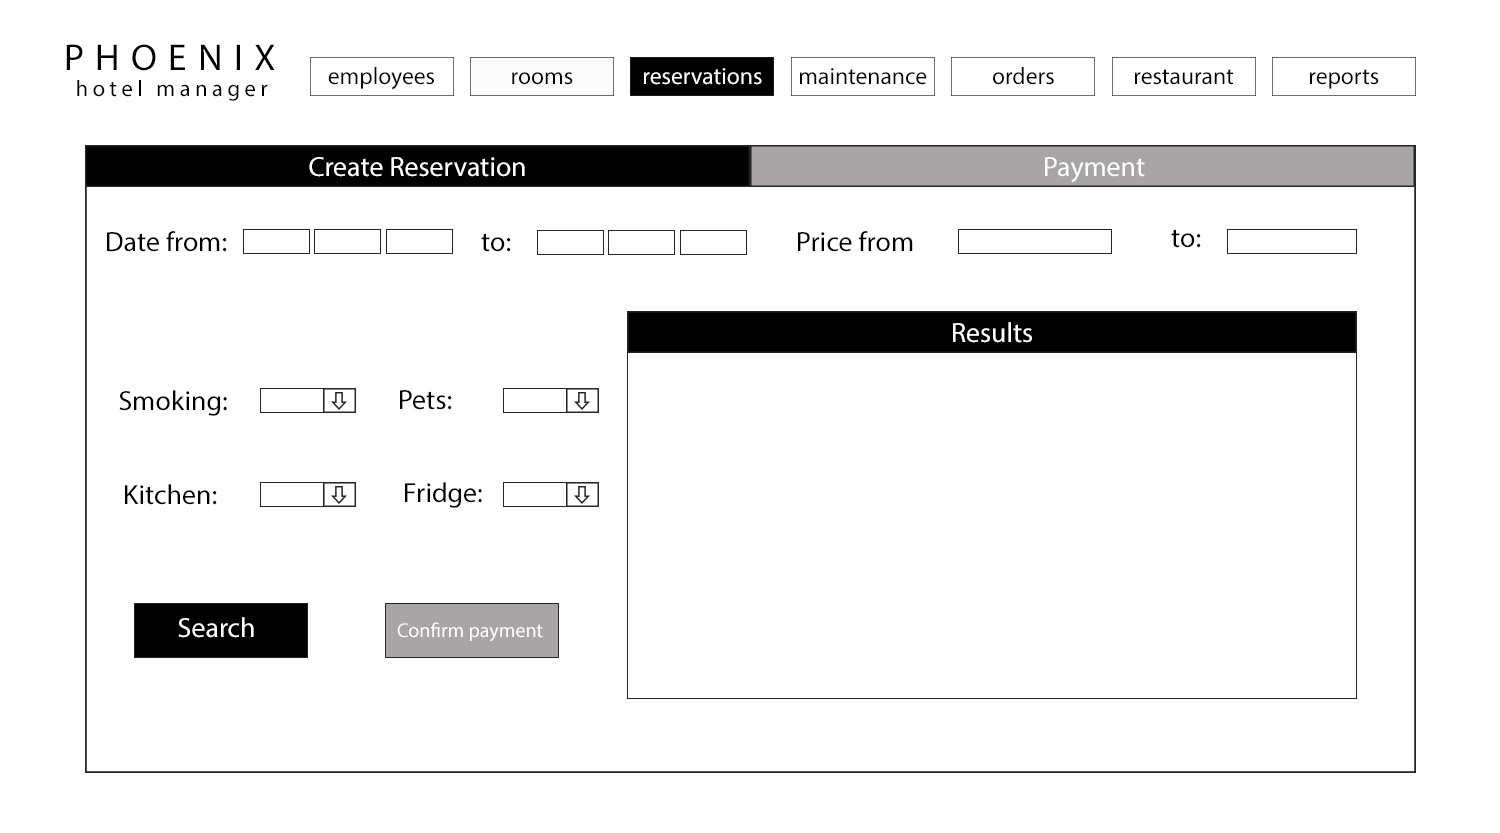 PHOENIX
hotel manager
employees rooms reservations maintenance orders restaurant reports
Create Reservation Payment
Date from: to: Price from to:
Results
Smoking: Pets:
Kitchen: Fridge:
Search Confirm payment